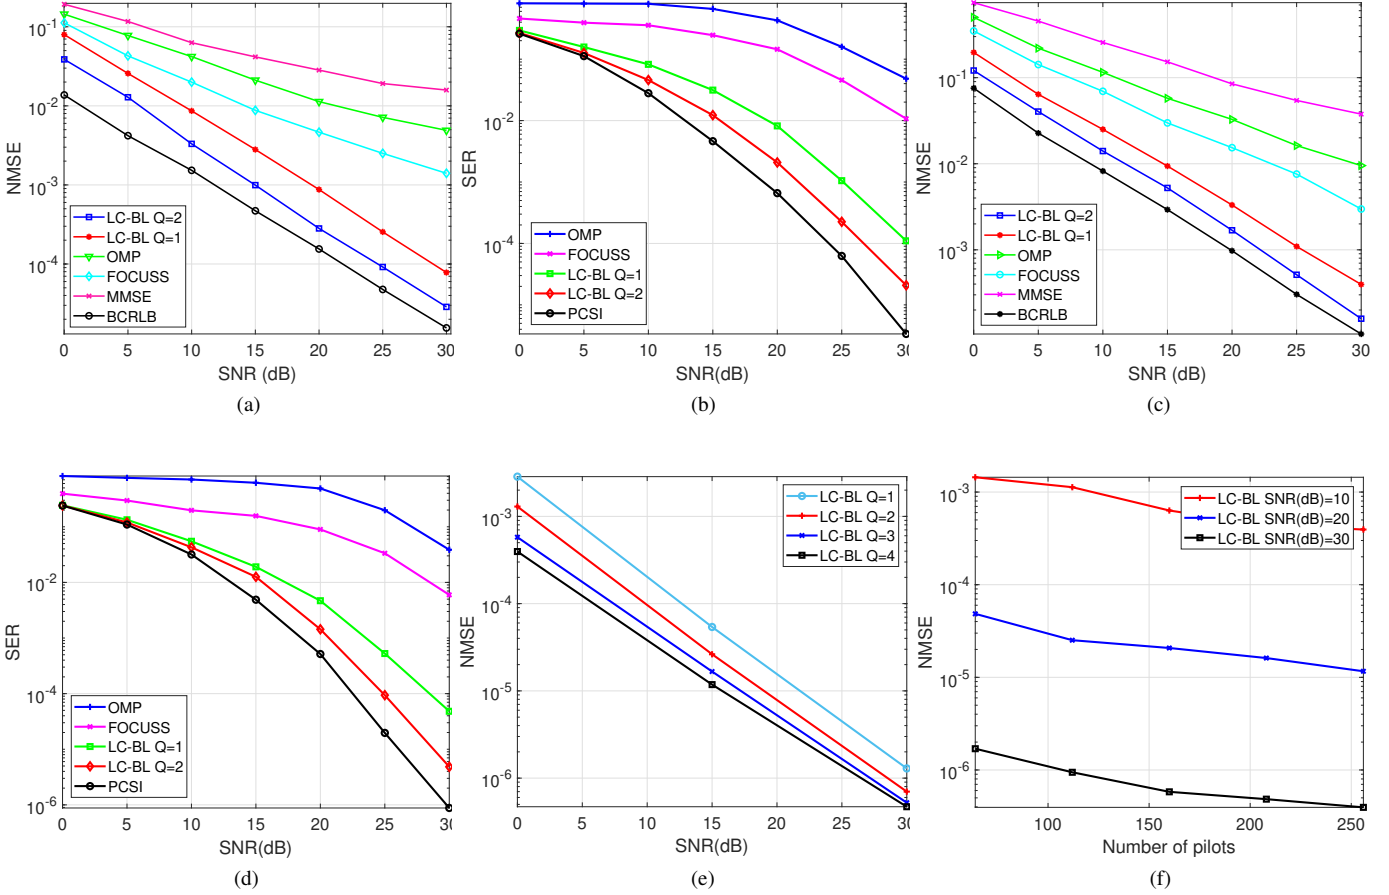 NMSE
10^-1
10^-2
10^-3
10^-4
LC-BL Q=2
LC-BL Q=1
OMP
FOCUSS
MMSE
BCRLB
0 5 10 15 20 25 30
SNR (dB)
(a)
SER
10^-2
10^-4
OMP
FOCUSS
LC-BL Q=1
LC-BL Q=2
PCSI
0 5 10 15 20 25 30
SNR(dB)
(b)
NMSE
10^-1
10^-2
10^-3
LC-BL Q=2
LC-BL Q=1
OMP
FOCUSS
MMSE
BCRLB
0 5 10 15 20 25 30
SNR (dB)
(c)
SER
10^-2
10^-4
10^-6
OMP
FOCUSS
LC-BL Q=1
LC-BL Q=2
PCSI
0 5 10 15 20 25 30
SNR(dB)
(d)
NMSE
10^-3
10^-4
10^-5
10^-6
LC-BL Q=1
LC-BL Q=2
LC-BL Q=3
LC-BL Q=4
0 5 10 15 20 25 30
SNR(dB)
(e)
NMSE
10^-3
10^-4
10^-5
10^-6
LC-BL SNR(dB)=10
LC-BL SNR(dB)=20
LC-BL SNR(dB)=30
100 150 200 250
Number of pilots
(f)